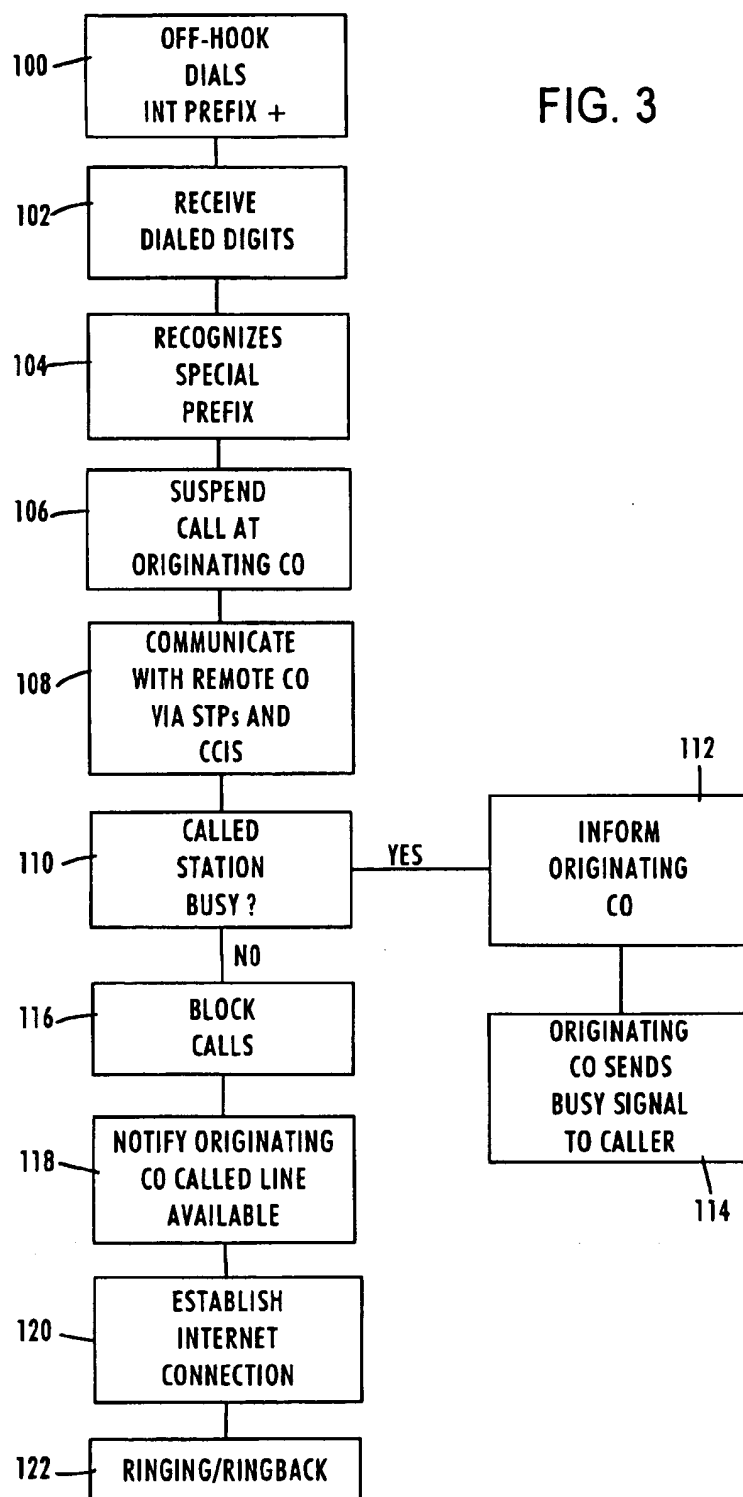 FIG. 3
100
OFF-HOOK
DIALS
INT PREFIX +
102
RECEIVE
DIALED DIGITS
104
RECOGNIZES
SPECIAL
PREFIX
106
SUSPEND
CALL AT
ORIGINATING CO
108
COMMUNICATE
WITH REMOTE CO
VIA STPs AND
CCIS
110
CALLED
STATION
BUSY ?
YES
112
INFORM
ORIGINATING
CO
NO
116
BLOCK
CALLS
ORIGINATING
CO SENDS
BUSY SIGNAL
TO CALLER
114
118
NOTIFY ORIGINATING
CO CALLED LINE
AVAILABLE
120
ESTABLISH
INTERNET
CONNECTION
122
RINGING/RINGBACK